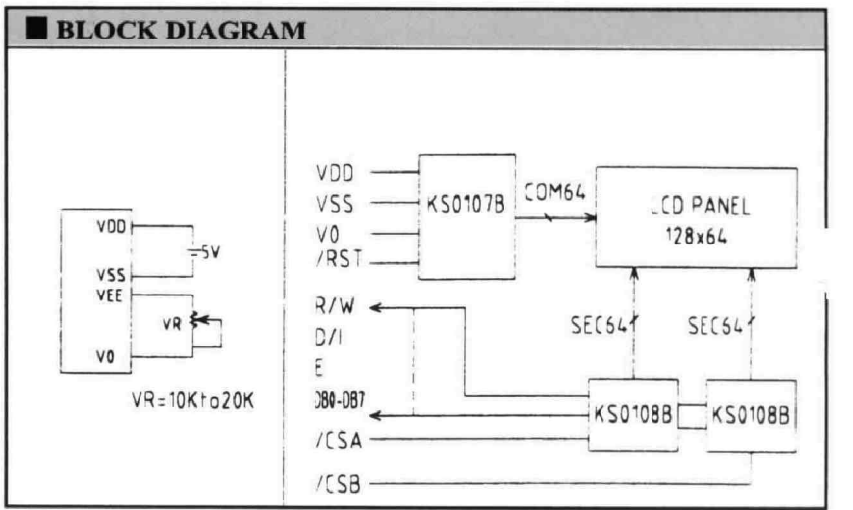 BLOCK DIAGRAM
VDD
5V
VSS
VEE
VR
V0
VR=10Kto20K
VDD
VSS
V0
/RST
KS0107B
COM64
LCD PANEL
128x64
R/W
D/I
E
DB0-DB7
/CSA
/CSB
SEC64
SEC64
KS0108B
KS0108B